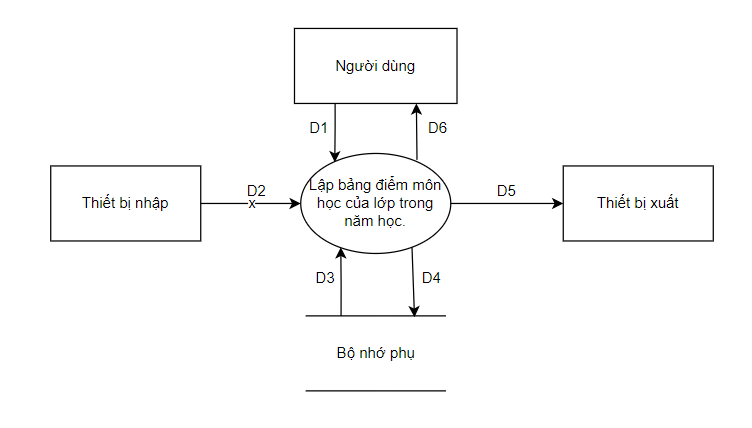 Người dùng
D1
D6
Thiết bị nhập
D2
x
Lập bảng điểm môn
học của lớp trong
năm học.
D5
Thiết bị xuất
D3
D4
Bộ nhớ phụ